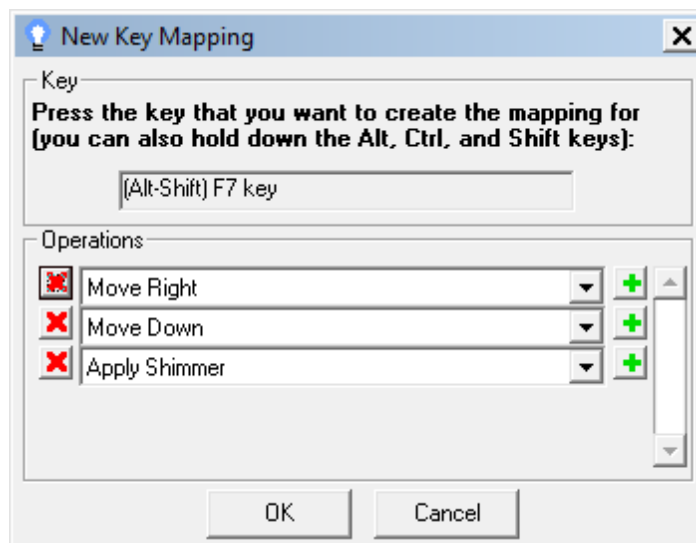 New Key Mapping
Key
Press the key that you want to create the mapping for
(you can also hold down the Alt, Ctrl, and Shift keys):
(Alt-Shift) F7 key
Operations
Move Right
Move Down
Apply Shimmer
OK
Cancel